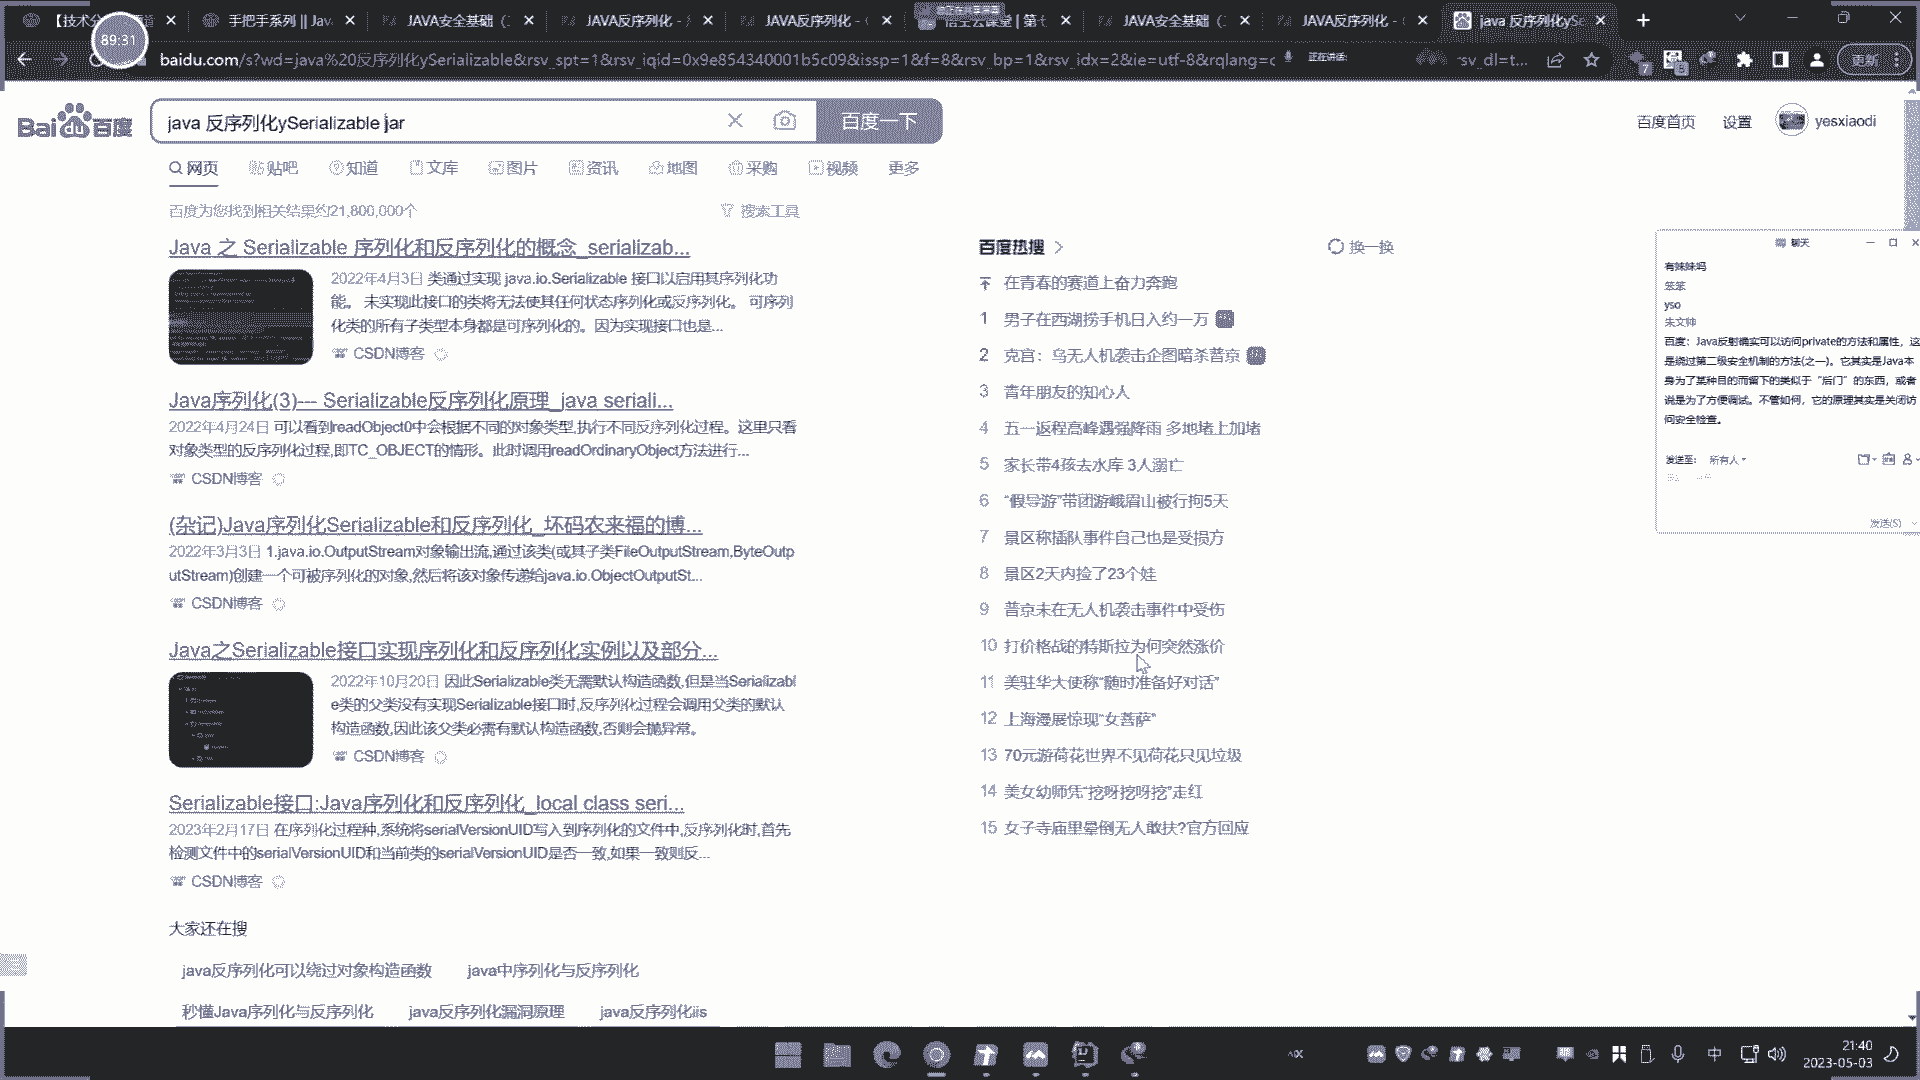 手把手系列 || Jav
JAVA安全基础（
JAVA反序列化 -
JAVA反序列化 -
JAVA安全基础（
JAVA反序列化 -
java 反序列化ySe
89:31
baidu.com/s?wd=java%20反序列化ySerializable&rsv_spt=1&rsv_iqid=0x9e854340001b5c09&issp=1&f=8&rsv_bp=1&rsv_idx=2&ie=utf-8&rqlang=c
正在讲话:
rsv_dl=t...
更新
Bai du 百度
java 反序列化ySerializable jar
百度一下
百度首页
设置
yesxiaodi
网页
贴吧
知道
文库
图片
资讯
地图
采购
视频
更多
百度为您找到相关结果约21,800,000个
搜索工具
Java 之 Serializable 序列化和反序列化的概念_serializab...
2022年4月3日 类通过实现 java.io.Serializable 接口以启用其序列化功
能。 未实现此接口的类将无法使其任何状态序列化或反序列化。 可序列
化类的所有子类型本身都是可序列化的。因为实现接口也是...
CSDN博客
Java序列化(3)--- Serializable反序列化原理_java seriali...
2022年4月24日 可以看到readObject0中会根据不同的对象类型,执行不同反序列化过程。这里只看
对象类型的反序列化过程,即TC_OBJECT的情形。此时调用readOrdinaryObject方法进行...
CSDN博客
(杂记)Java序列化Serializable和反序列化_坏码农来福的博...
2022年3月3日 1.java.io.OutputStream对象输出流,通过该类(或其子类FileOutputStream,ByteOutp
utStream)创建一个可被序列化的对象,然后将该对象传递给java.io.ObjectOutputSt...
CSDN博客
Java之Serializable接口实现序列化和反序列化实例以及部分...
2022年10月20日 因此Serializable类无需默认构造函数,但是当Serializabl
e类的父类没有实现Serializable接口时,反序列化过程会调用父类的默认
构造函数,因此该父类必需有默认构造函数,否则会抛异常。
CSDN博客
Serializable接口:Java序列化和反序列化_local class seri...
2023年2月17日 在序列化过程种,系统将serialVersionUID写入到序列化的文件中,反序列化时,首先
检测文件中的serialVersionUID和当前类的serialVersionUID是否一致,如果一致则反...
CSDN博客
大家还在搜
java反序列化可以绕过对象构造函数
java中序列化与反序列化
秒懂Java序列化与反序列化
java反序列化漏洞原理
java反序列化iis
百度热搜
换一换
在青春的赛道上奋力奔跑
1 男子在西湖捞手机日入约一万
2 克宫：乌无人机袭击企图暗杀普京
3 青年朋友的知心人
4 五一返程高峰遇强降雨 多地堵上加堵
5 家长带4孩去水库 3人溺亡
6 “假导游”带团游峨眉山被行拘5天
7 景区称插队事件自己也是受损方
8 景区2天内捡了23个娃
9 普京未在无人机袭击事件中受伤
10 打价格战的特斯拉为何突然涨价
11 美驻华大使称“随时准备好对话”
12 上海漫展惊现“女菩萨”
13 70元游荷花世界不见荷花只见垃圾
14 美女幼师凭“挖呀挖呀挖”走红
15 女子寺庙里晕倒无人敢扶?官方回应
聊天
有妹妹吗
笨笨
yso
朱文帅
百度：Java反射确实可以访问private的方法和属性，这
是绕过第二级安全机制的方法(之一)。它其实是Java本
身为了某种目的而留下的类似于“后门”的东西，或者
说是为了方便调试。不管如何，它的原理其实是关闭访
问安全检查。
发送至: 所有人
发送(S)
中
21:40
2023-05-03